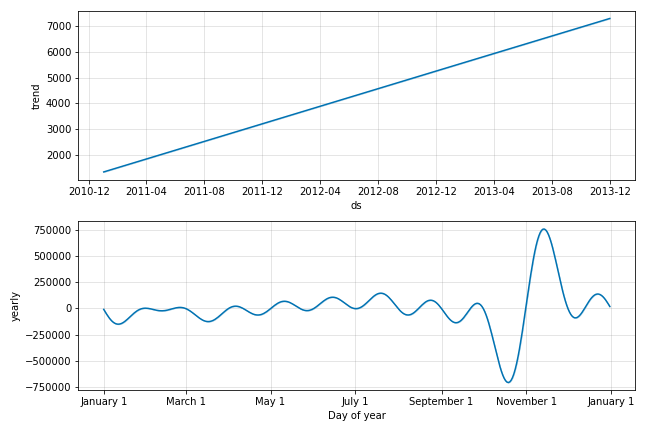 7000
6000
5000
4000
3000
2000
trend
2010-12 2011-04 2011-08 2011-12 2012-04 2012-08 2012-12 2013-04 2013-08 2013-12
ds
750000
500000
250000
0
−250000
−500000
−750000
yearly
January 1 March 1 May 1 July 1 September 1 November 1 January 1
Day of year